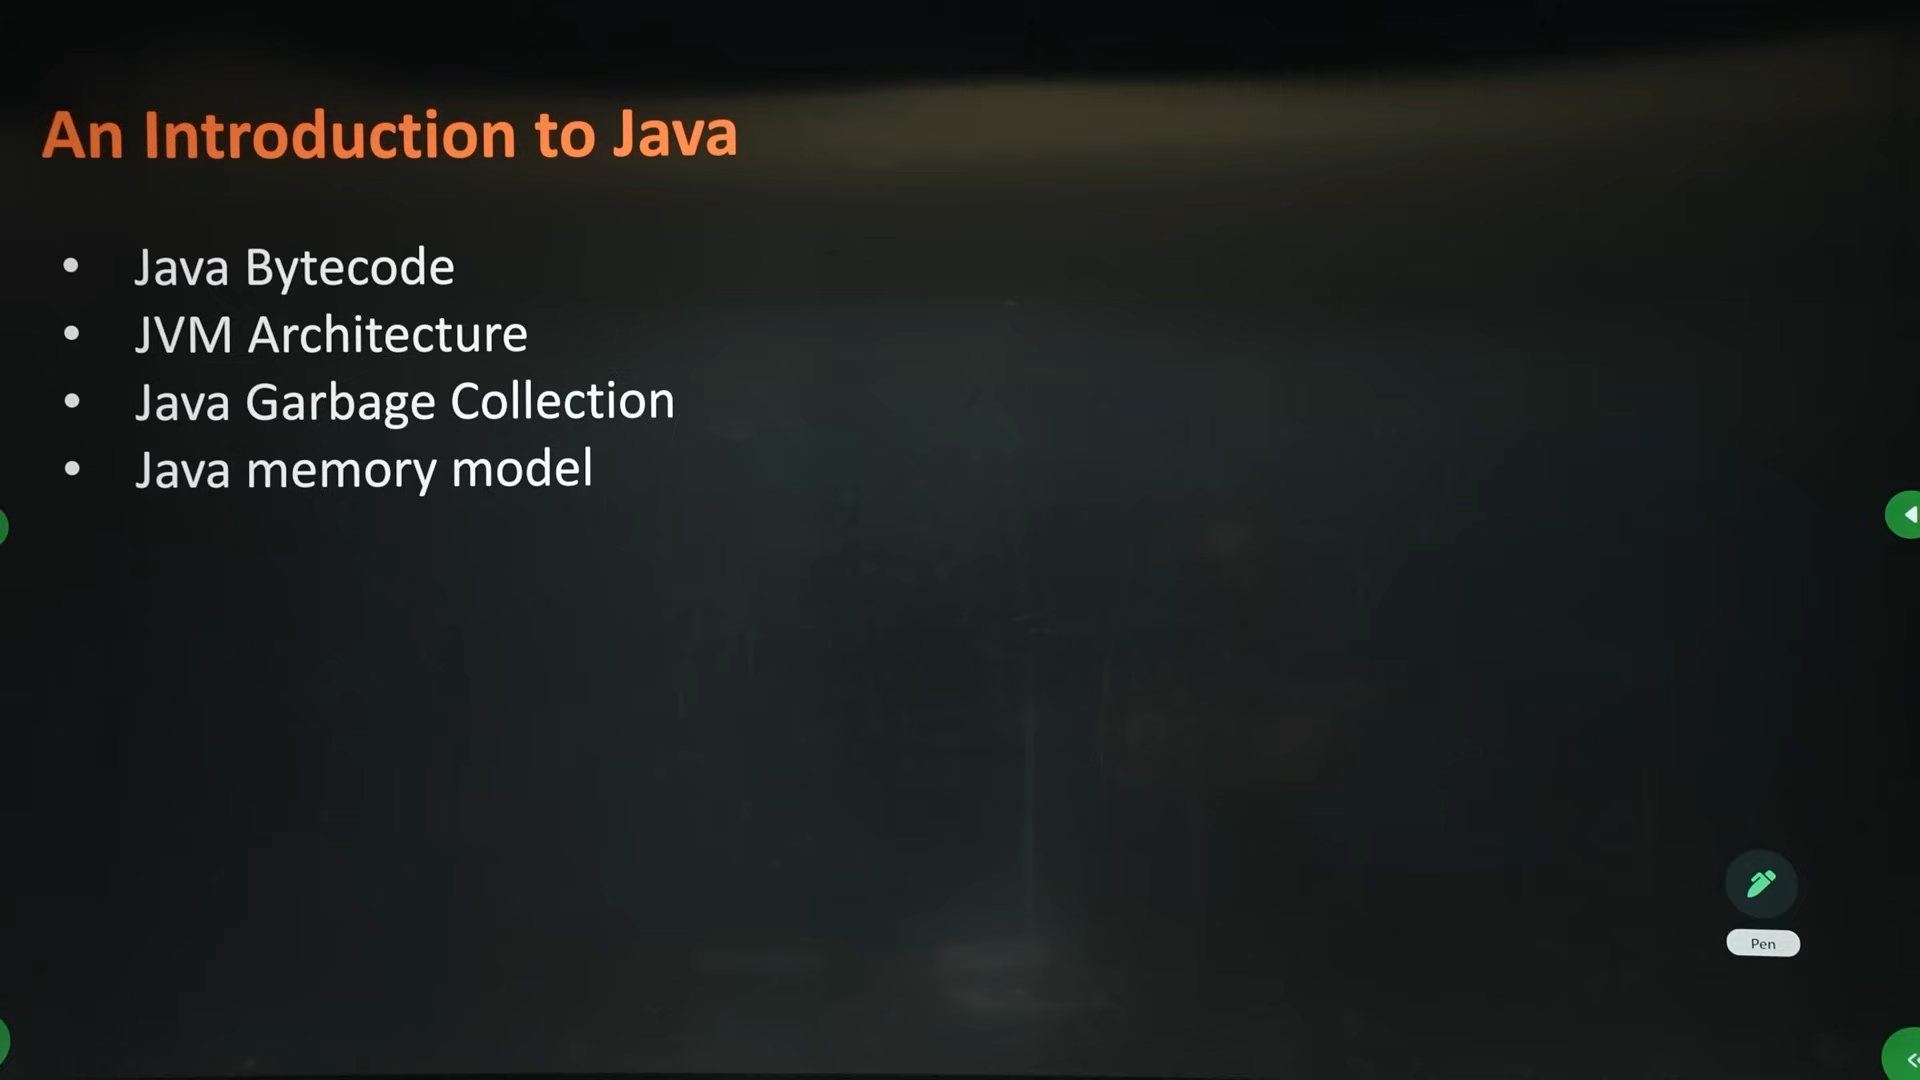 An Introduction to Java
• Java Bytecode
• JVM Architecture
• Java Garbage Collection
• Java memory model
Pen